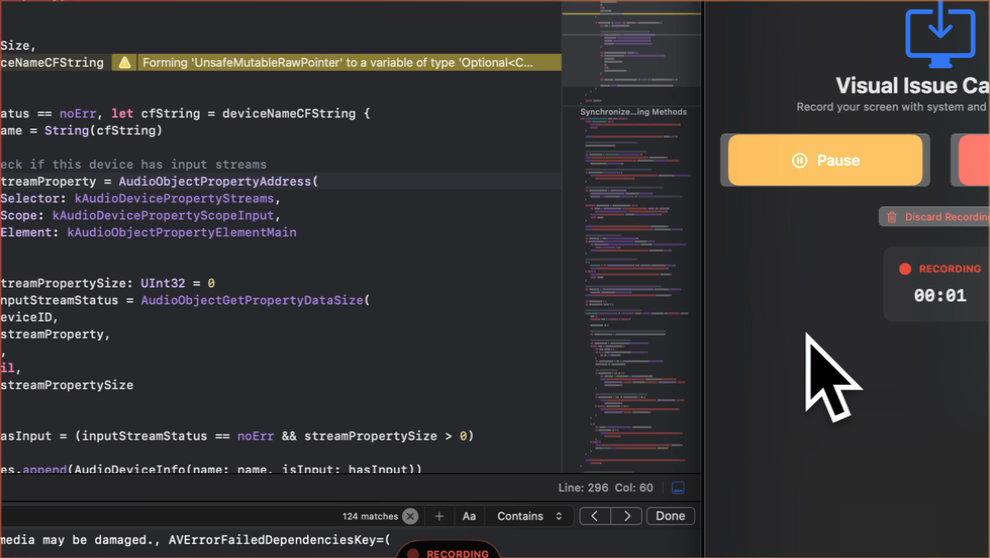 Size,
ceNameCFString
Forming 'UnsafeMutableRawPointer' to a variable of type 'Optional<C...
atus == noErr, let cfString = deviceNameCFString {
ame = String(cfString)
eck if this device has input streams
treamProperty = AudioObjectPropertyAddress(
Selector: kAudioDevicePropertyStreams,
Scope: kAudioDevicePropertyScopeInput,
Element: kAudioObjectPropertyElementMain
treamPropertySize: UInt32 = 0
nputStreamStatus = AudioObjectGetPropertyDataSize(
eviceID,
streamProperty,
,
il,
streamPropertySize
asInput = (inputStreamStatus == noErr && streamPropertySize > 0)
es.append(AudioDeviceInfo(name: name, isInput: hasInput))
Synchronize...ing Methods
Line: 296 Col: 60
124 matches
+
Aa
Contains
<
>
Done
media may be damaged., AVErrorFailedDependenciesKey=(
RECORDING
Visual Issue Ca
Record your screen with system and
Pause
Discard Recording
RECORDING
00:01